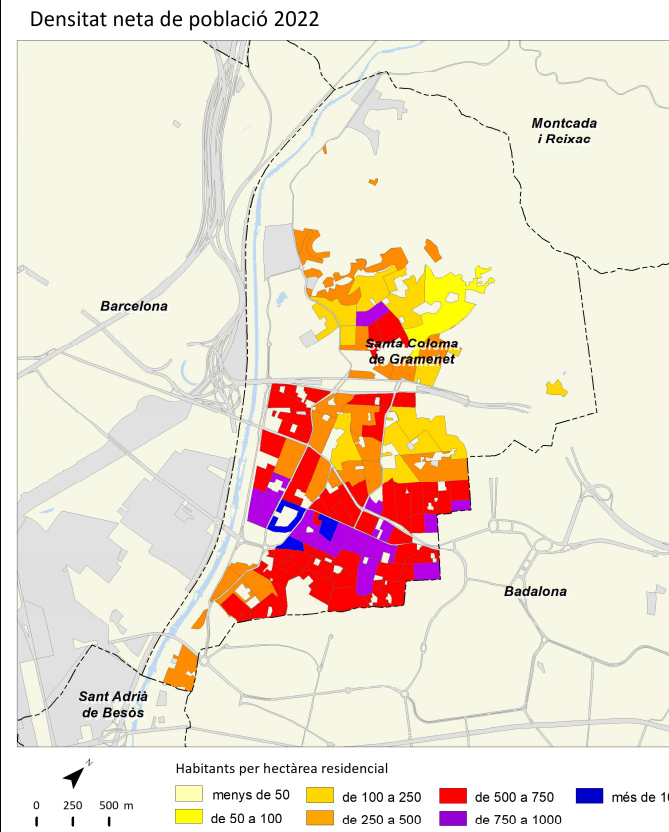 Densitat neta de població 2022
Montcada
i Reixac
Barcelona
Santa Coloma
de Gramenet
Badalona
Sant Adrià
de Besòs
N
0 250 500 m
Habitants per hectàrea residencial
menys de 50
de 100 a 250
de 500 a 750
més de
de 50 a 100
de 250 a 500
de 750 a 1000